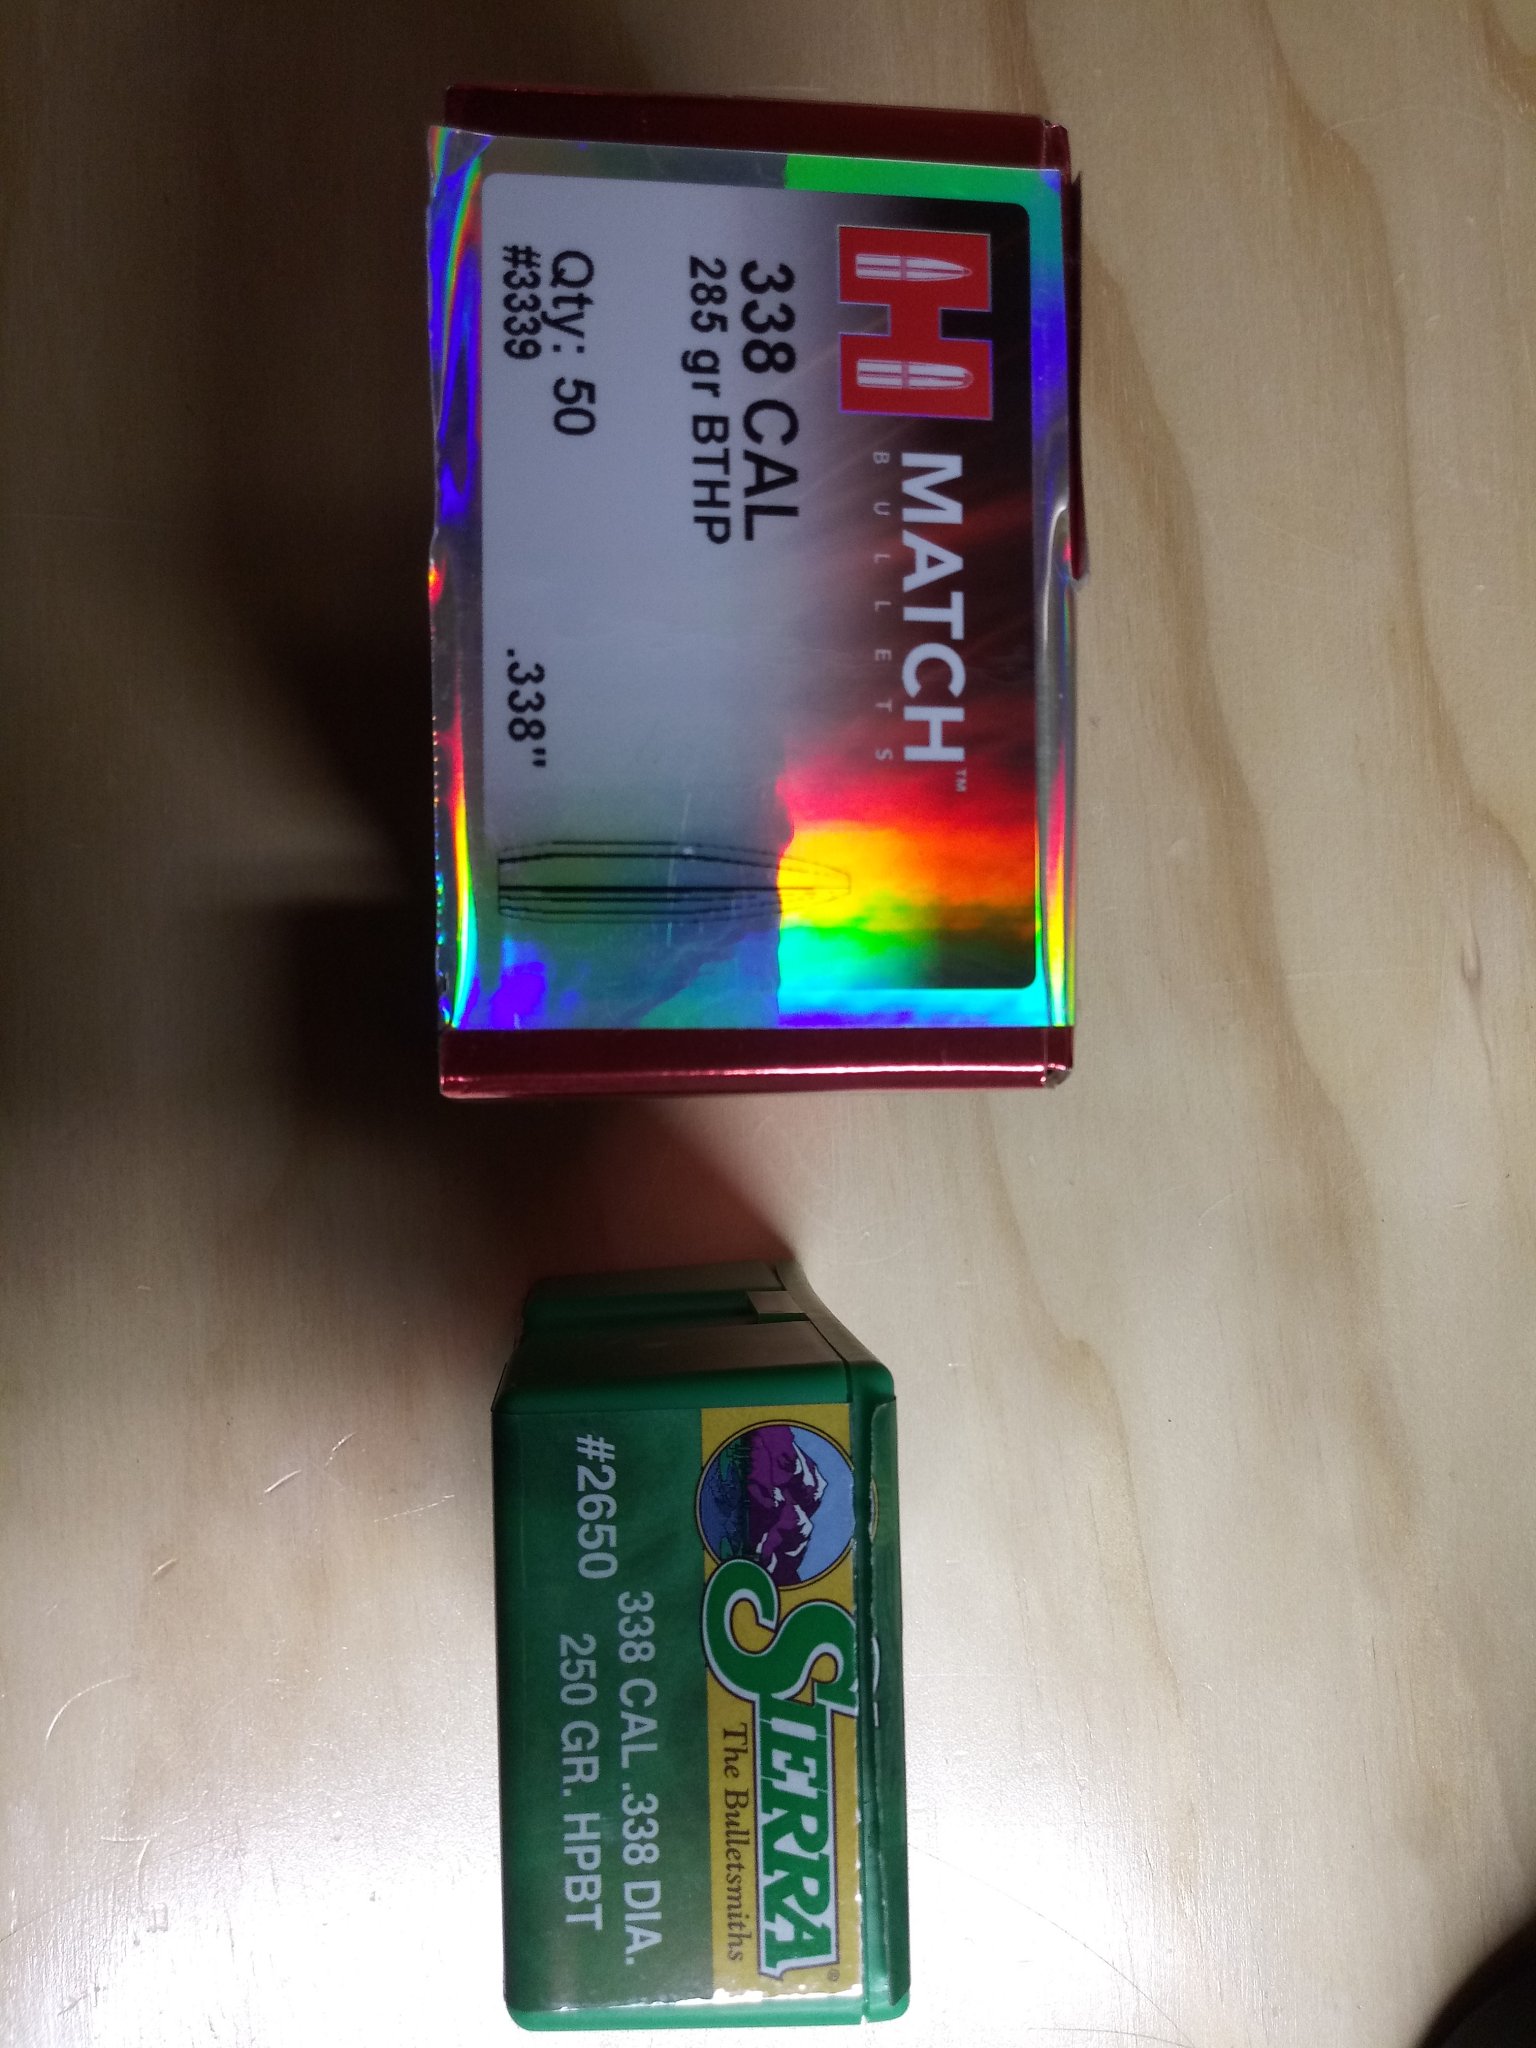 MATCH™
BULLETS
338 CAL
285 gr BTHP
Qty: 50
#3339
.338"
SIERRA®
The Bulletsmiths
338 CAL .338 DIA.
#2650
250 GR. HPBT